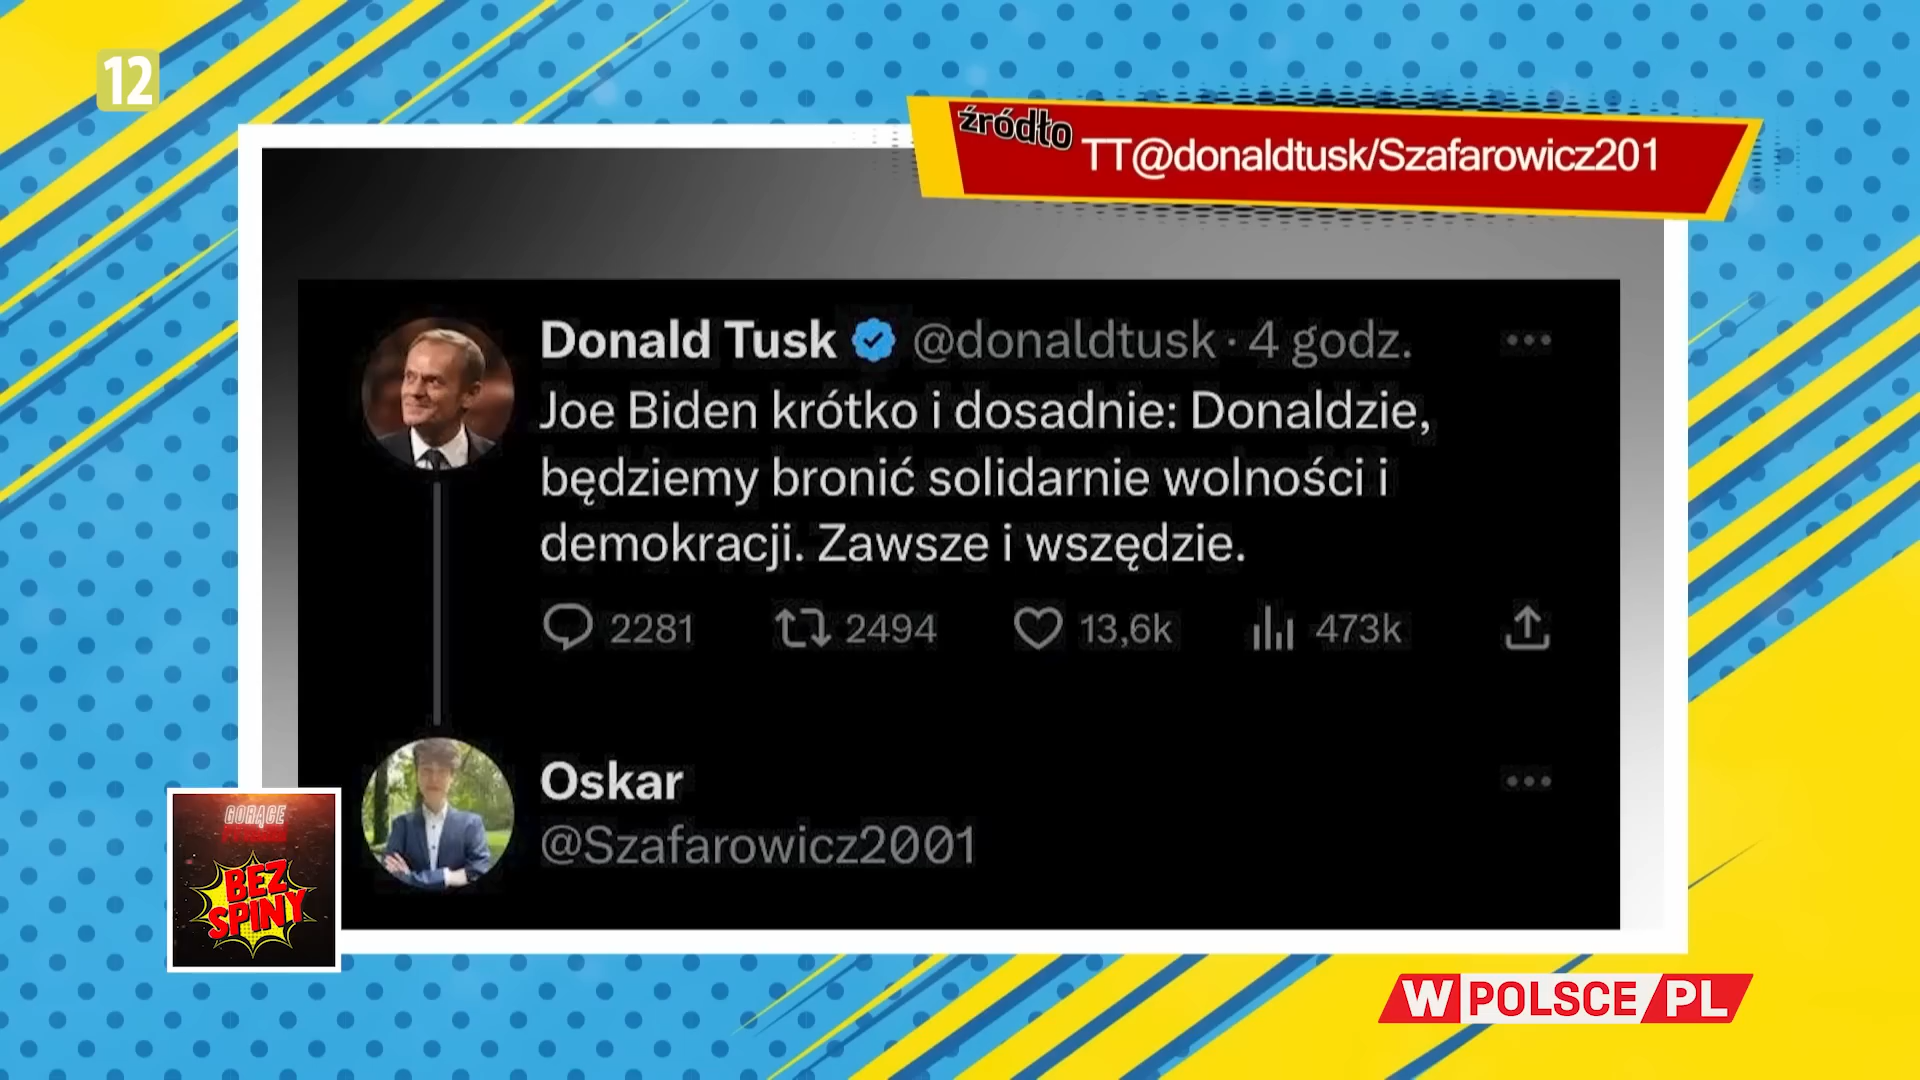 12
źródło
TT@donaldtusk/Szafarowicz201
Donald Tusk @donaldtusk · 4 godz.
Joe Biden krótko i dosadnie: Donaldzie,
będziemy bronić solidarnie wolności i
demokracji. Zawsze i wszędzie.
2281 2494 13,6k 473k
Oskar
@Szafarowicz2001
GORĄCE
BEZ
SPINY
WPOLSCE/PL